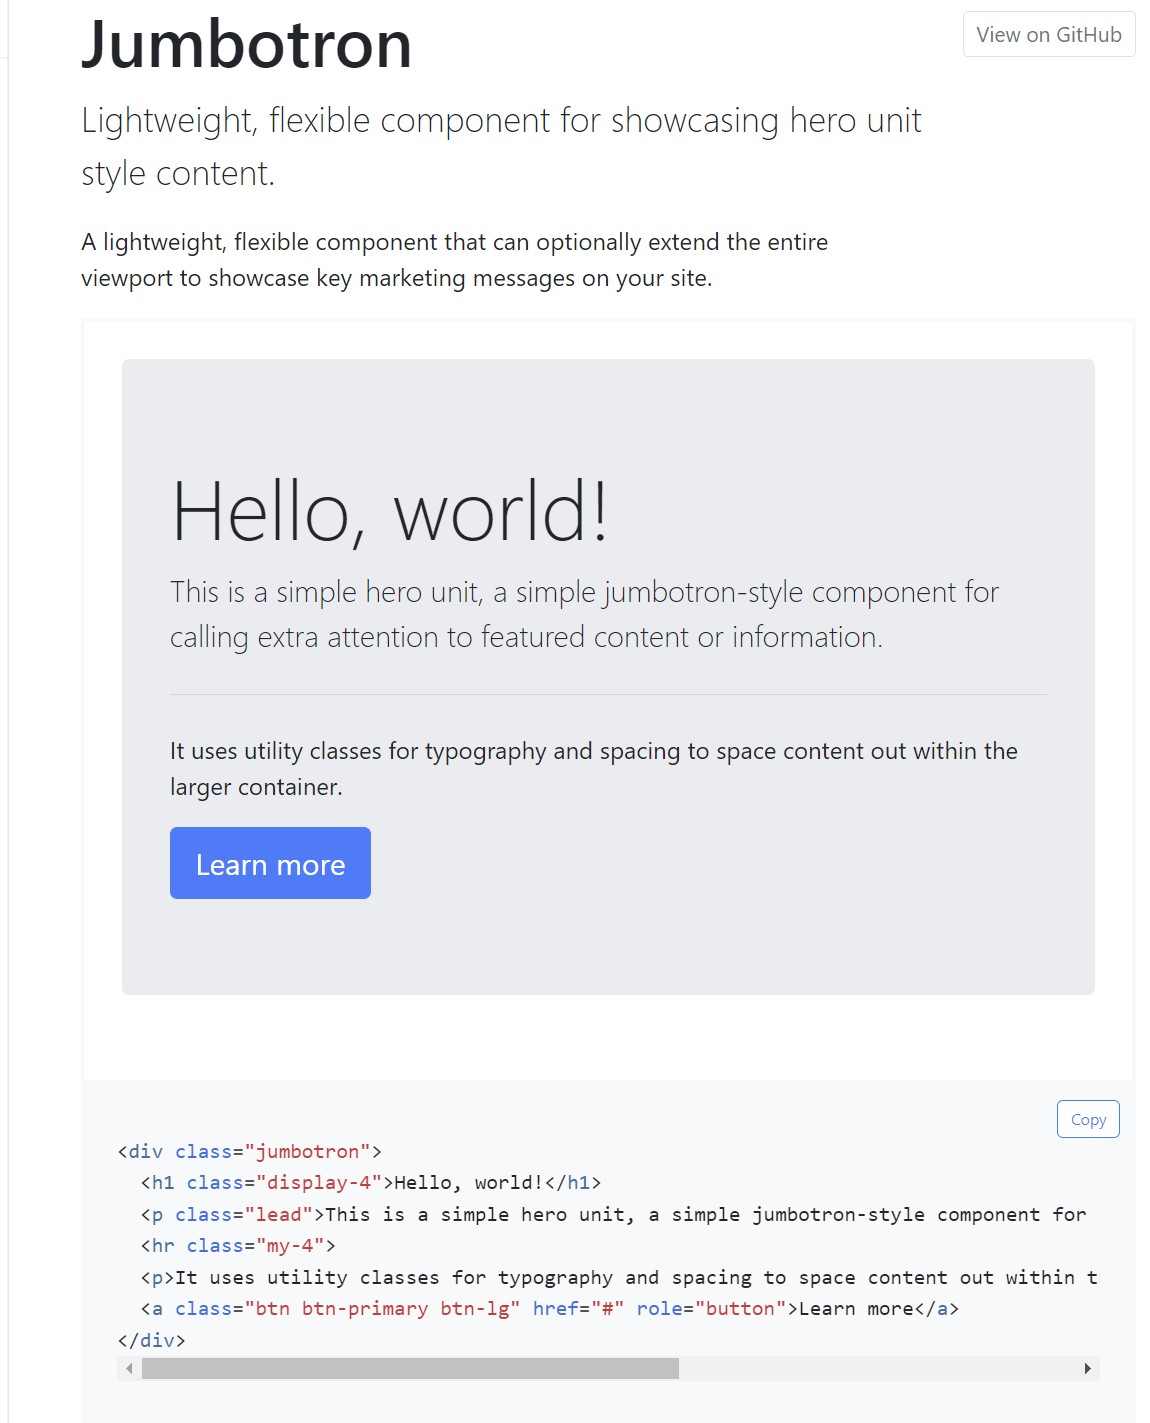 Jumbotron
View on GitHub
Lightweight, flexible component for showcasing hero unit
style content.
A lightweight, flexible component that can optionally extend the entire
viewport to showcase key marketing messages on your site.
Hello, world!
This is a simple hero unit, a simple jumbotron-style component for
calling extra attention to featured content or information.
It uses utility classes for typography and spacing to space content out within the
larger container.
Learn more
Copy
<div class="jumbotron">
  <h1 class="display-4">Hello, world!</h1>
  <p class="lead">This is a simple hero unit, a simple jumbotron-style component for
  <hr class="my-4">
  <p>It uses utility classes for typography and spacing to space content out within t
  <a class="btn btn-primary btn-lg" href="#" role="button">Learn more</a>
</div>